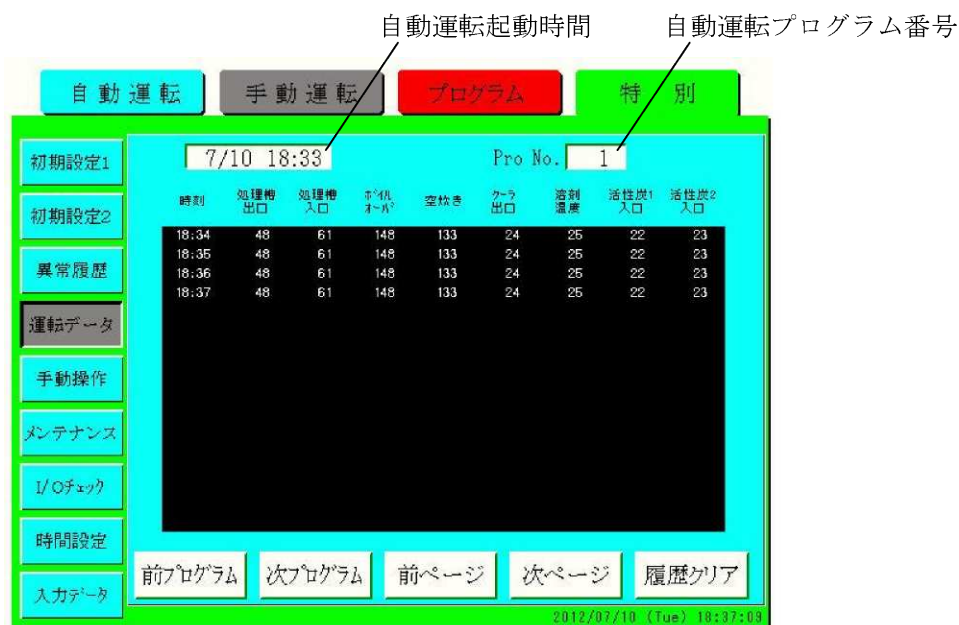 自動運転起動時間 自動運転プログラム番号
自動運転 手動運転 プログラム 特別
7/10 18:33 Pro No. 1
初期設定1
初期設定2
異常履歴
運転データ
手動操作
メンテナンス
I/Oチェック
時間設定
入力データ
時刻 処理槽出口 処理槽入口 ボイルオーバ 空炊き クーラ出口 溶剤温度 活性炭1入口 活性炭2入口
18:34 48 61 148 133 24 25 22 23
18:35 48 61 148 133 24 25 22 23
18:36 48 61 148 133 24 25 22 23
18:37 48 61 148 133 24 25 22 23
前プログラム 次プログラム 前ページ 次ページ 履歴クリア
2012/07/10 (Tue) 18:37:09